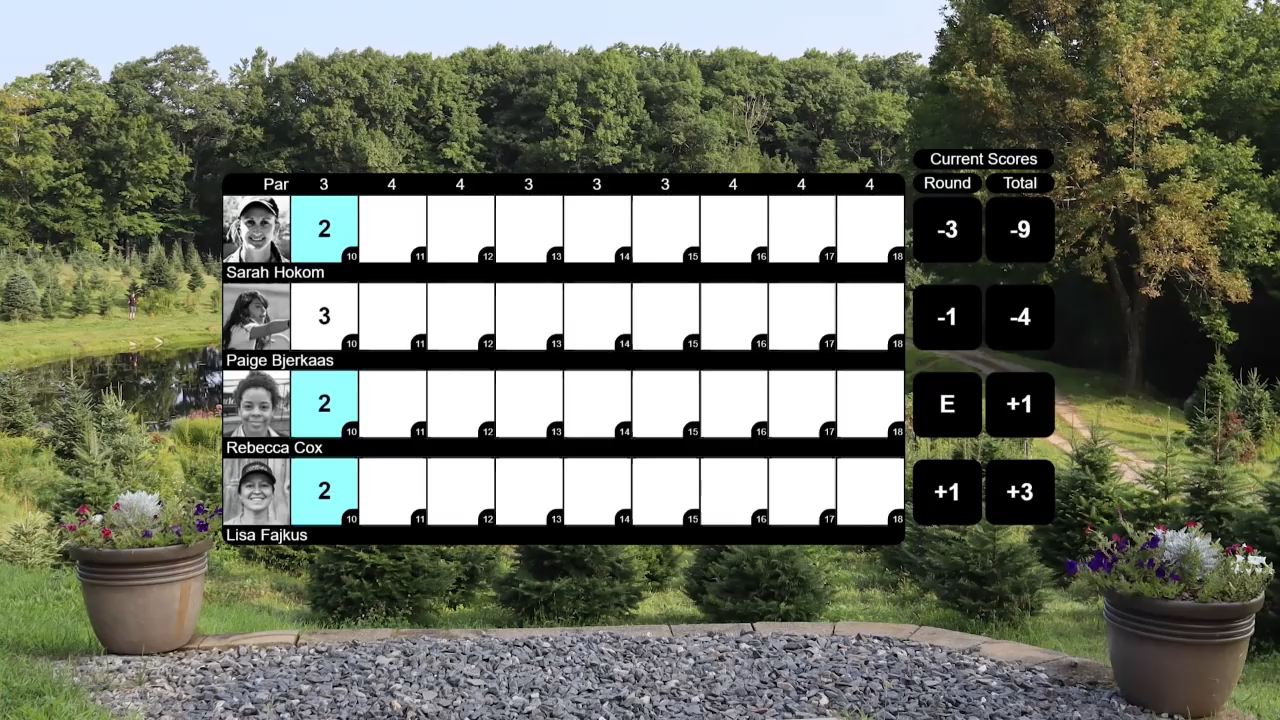 Current Scores
Par 3 4 4 3 3 3 4 4 4 Round Total
2 10 11 12 13 14 15 16 17 18 -3 -9
Sarah Hokom
3 10 11 12 13 14 15 16 17 18 -1 -4
Paige Bjerkaas
2 10 11 12 13 14 15 16 17 18 E +1
Rebecca Cox
2 10 11 12 13 14 15 16 17 18 +1 +3
Lisa Fajkus